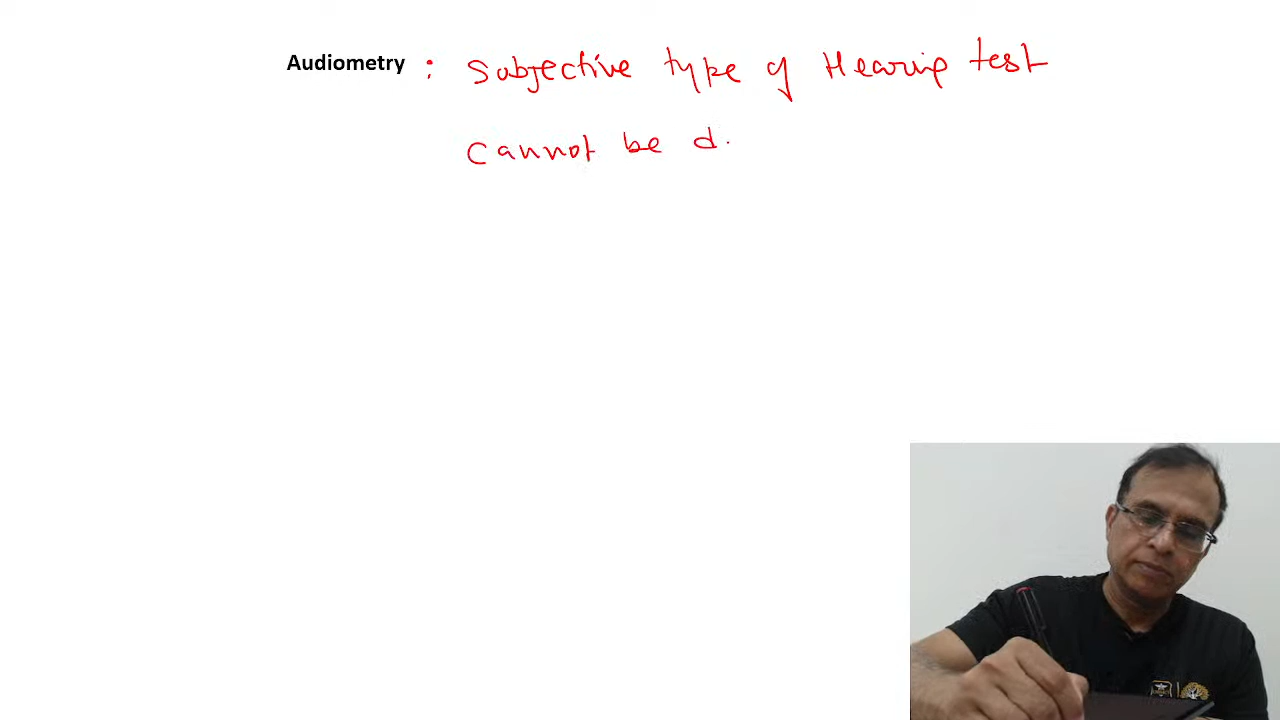 Audiometry : Subjective type of Hearing test
cannot be d.